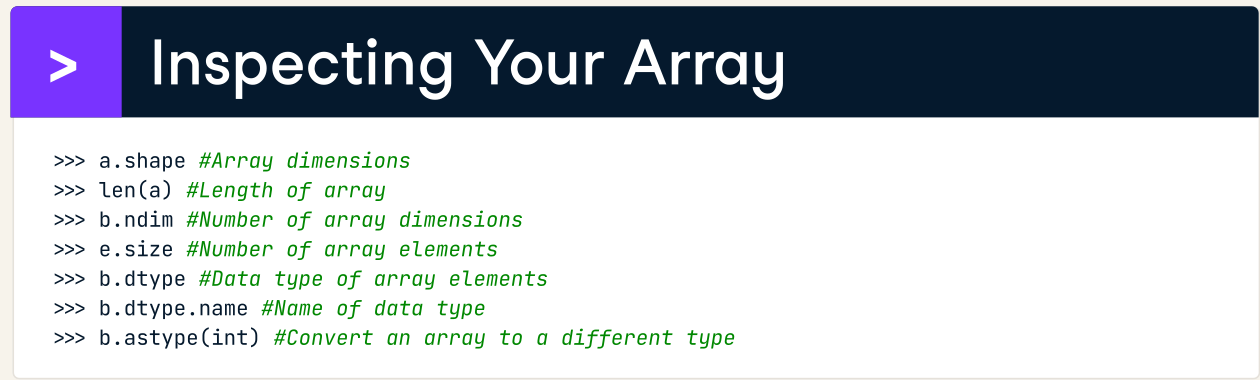 > Inspecting Your Array
>>> a.shape #Array dimensions
>>> len(a) #Length of array
>>> b.ndim #Number of array dimensions
>>> e.size #Number of array elements
>>> b.dtype #Data type of array elements
>>> b.dtype.name #Name of data type
>>> b.astype(int) #Convert an array to a different type